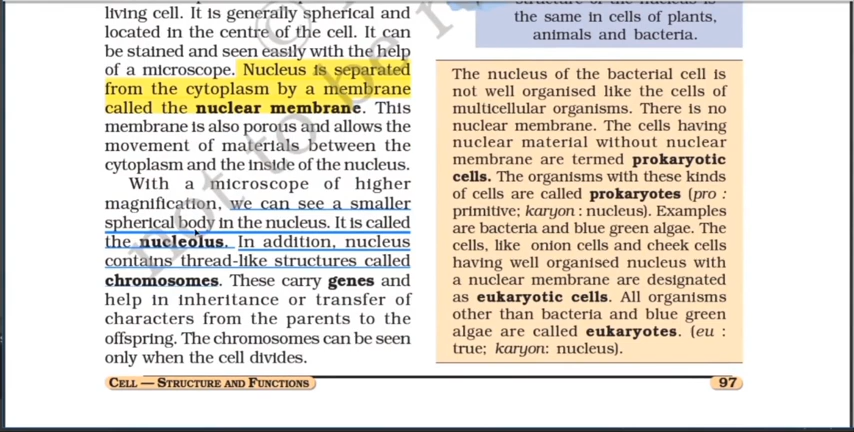 living cell. It is generally spherical and
located in the centre of the cell. It can
be stained and seen easily with the help
of a microscope. Nucleus is separated
from the cytoplasm by a membrane
called the nuclear membrane. This
membrane is also porous and allows the
movement of materials between the
cytoplasm and the inside of the nucleus.
With a microscope of higher
magnification, we can see a smaller
spherical body in the nucleus. It is called
the nucleolus. In addition, nucleus
contains thread-like structures called
chromosomes. These carry genes and
help in inheritance or transfer of
characters from the parents to the
offspring. The chromosomes can be seen
only when the cell divides.
the same in cells of plants,
animals and bacteria.
The nucleus of the bacterial cell is
not well organised like the cells of
multicellular organisms. There is no
nuclear membrane. The cells having
nuclear material without nuclear
membrane are termed prokaryotic
cells. The organisms with these kinds
of cells are called prokaryotes (pro :
primitive; karyon : nucleus). Examples
are bacteria and blue green algae. The
cells, like onion cells and cheek cells
having well organised nucleus with
a nuclear membrane are designated
as eukaryotic cells. All organisms
other than bacteria and blue green
algae are called eukaryotes. (eu :
true; karyon: nucleus).
CELL — STRUCTURE AND FUNCTIONS
97
not to be r
©